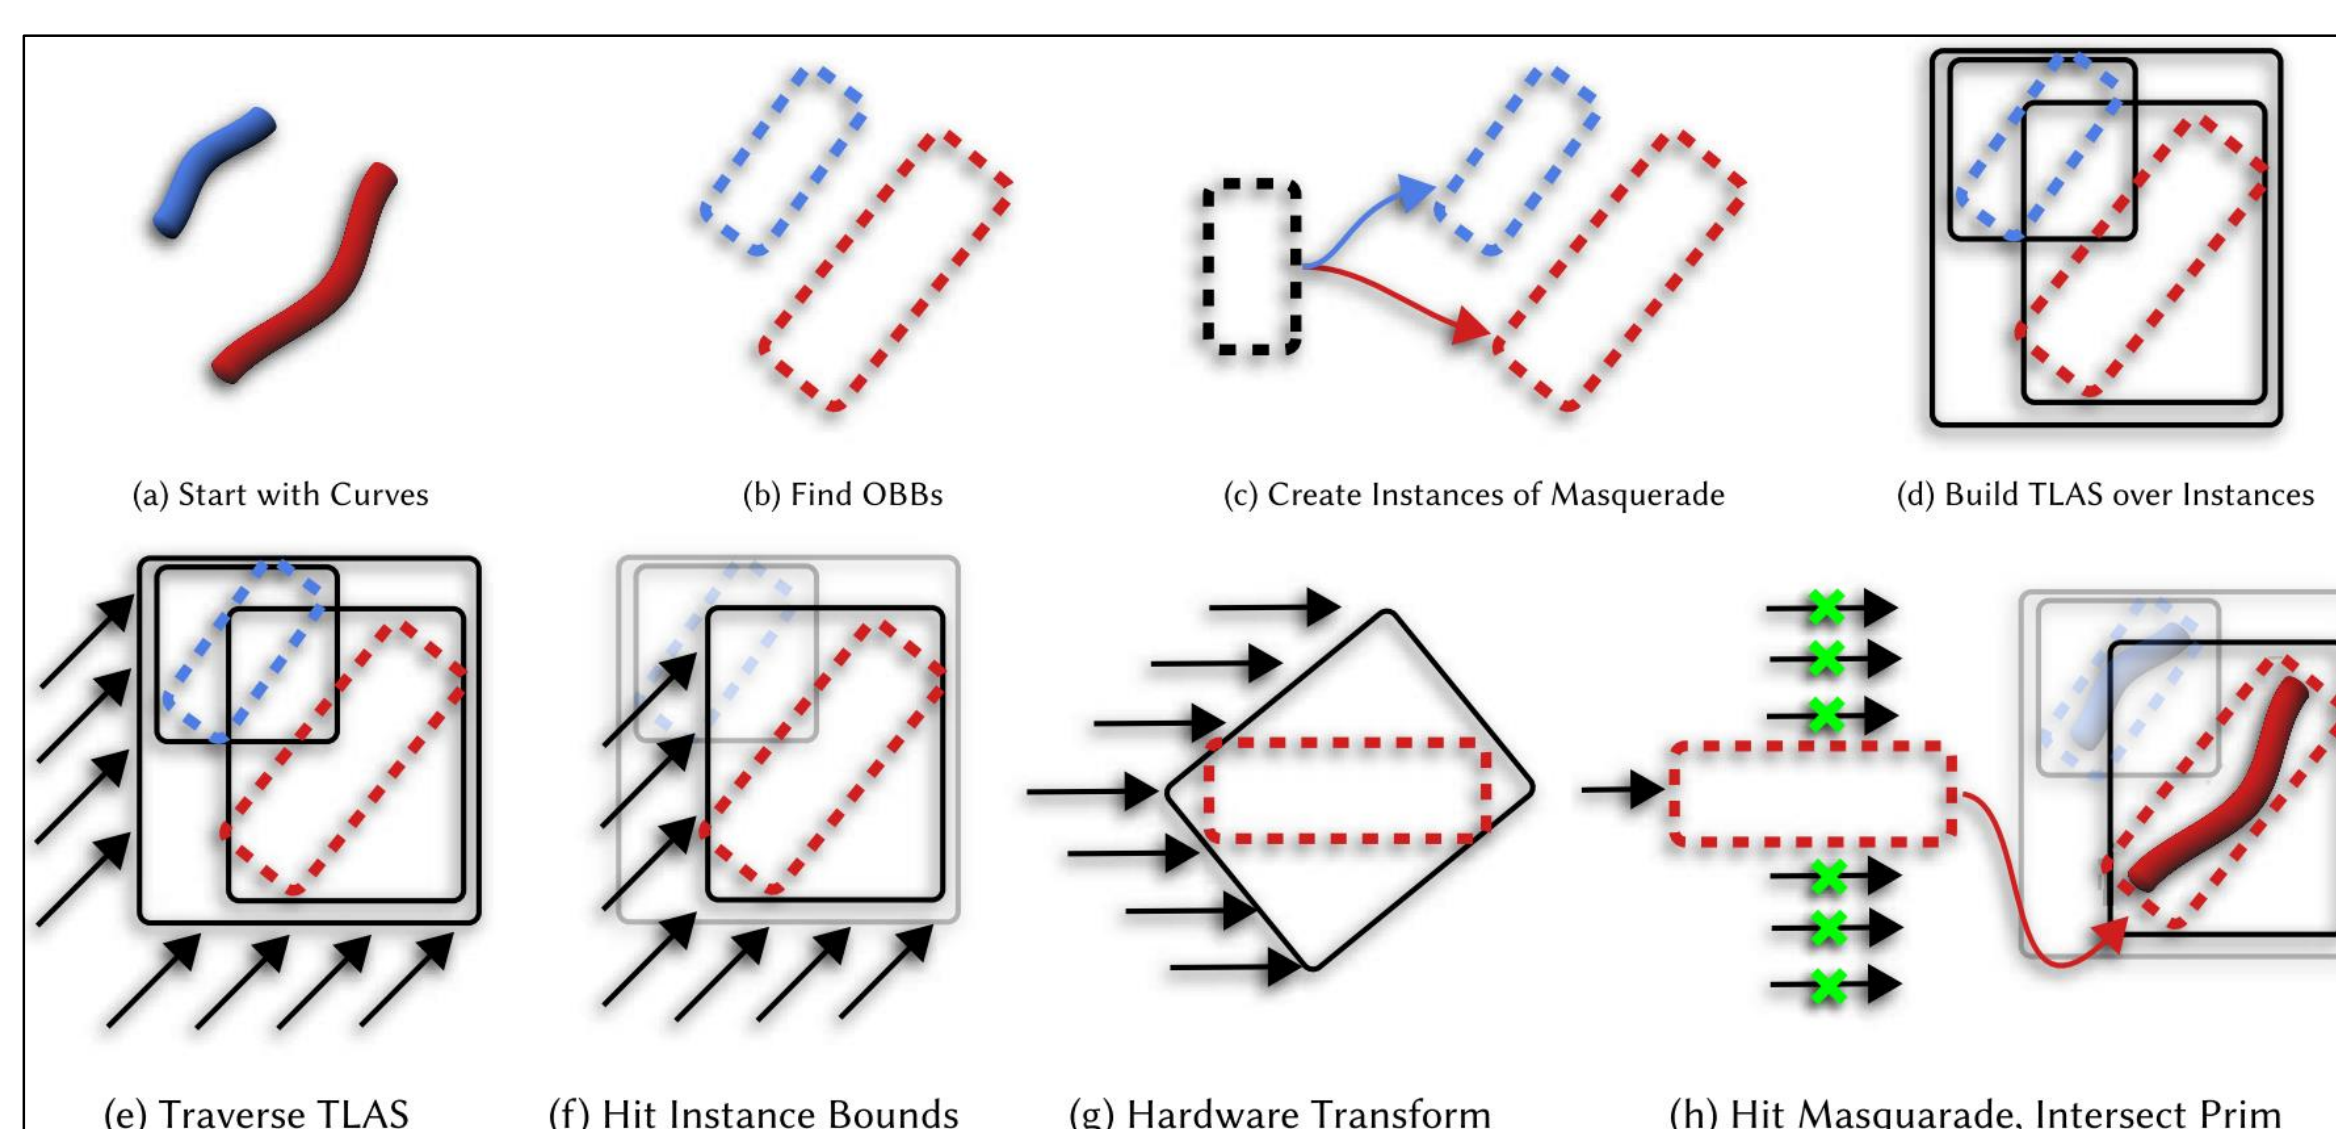 (a) Start with Curves
(b) Find OBBs
(c) Create Instances of Masquerade
(d) Build TLAS over Instances
(e) Traverse TLAS
(f) Hit Instance Bounds
(g) Hardware Transform
(h) Hit Masquarade, Intersect Prim